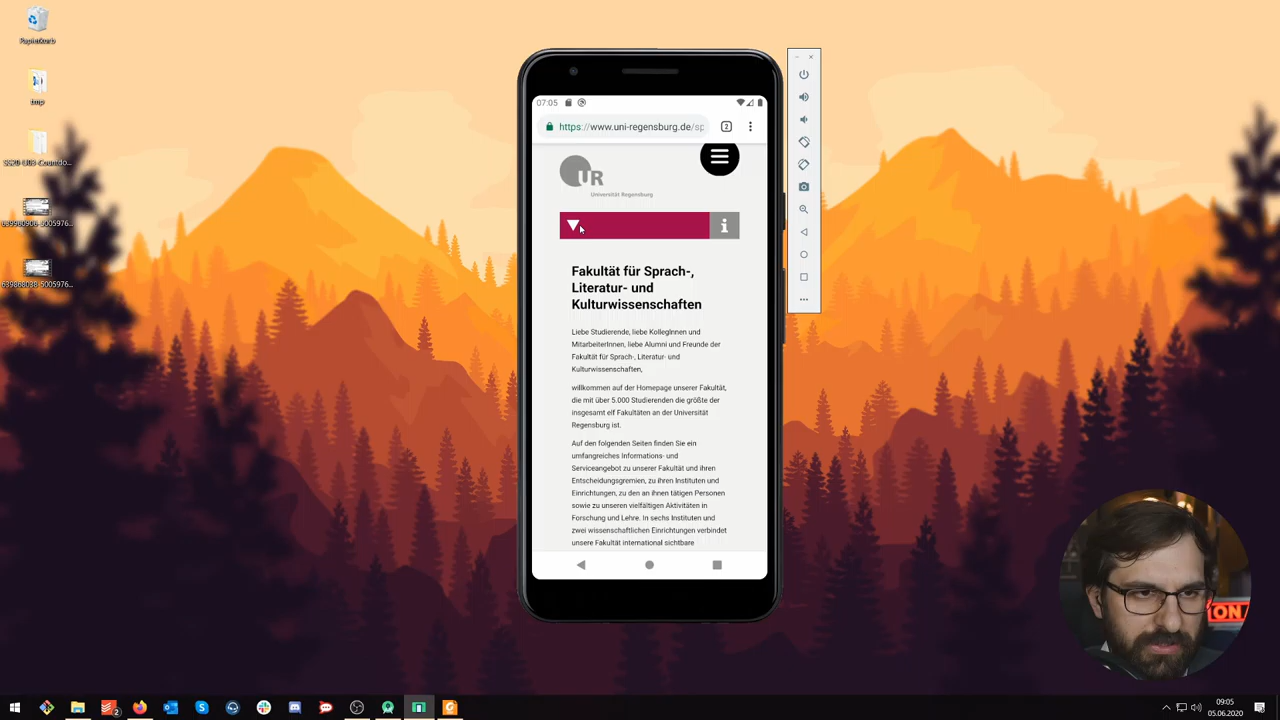 Papierkorb
tmp
07:05
https://www.uni-regensburg.de/sp
2
UR
Universität Regensburg
i
Fakultät für Sprach-,
Literatur- und
Kulturwissenschaften
Liebe Studierende, liebe KollegInnen und
MitarbeiterInnen, liebe Alumni und Freunde der
Fakultät für Sprach-, Literatur- und
Kulturwissenschaften,
willkommen auf der Homepage unserer Fakultät,
die mit über 5.000 Studierenden die größte der
insgesamt elf Fakultäten an der Universität
Regensburg ist.
Auf den folgenden Seiten finden Sie ein
umfangreiches Informations- und
Serviceangebot zu unserer Fakultät und ihren
Entscheidungsgremien, zu ihren Instituten und
Einrichtungen, zu den an ihnen tätigen Personen
sowie zu unseren vielfältigen Aktivitäten in
Forschung und Lehre. In sechs Instituten und
zwei wissenschaftlichen Einrichtungen verbindet
unsere Fakultät international sichtbare
ON
2
09:05
05.06.2020